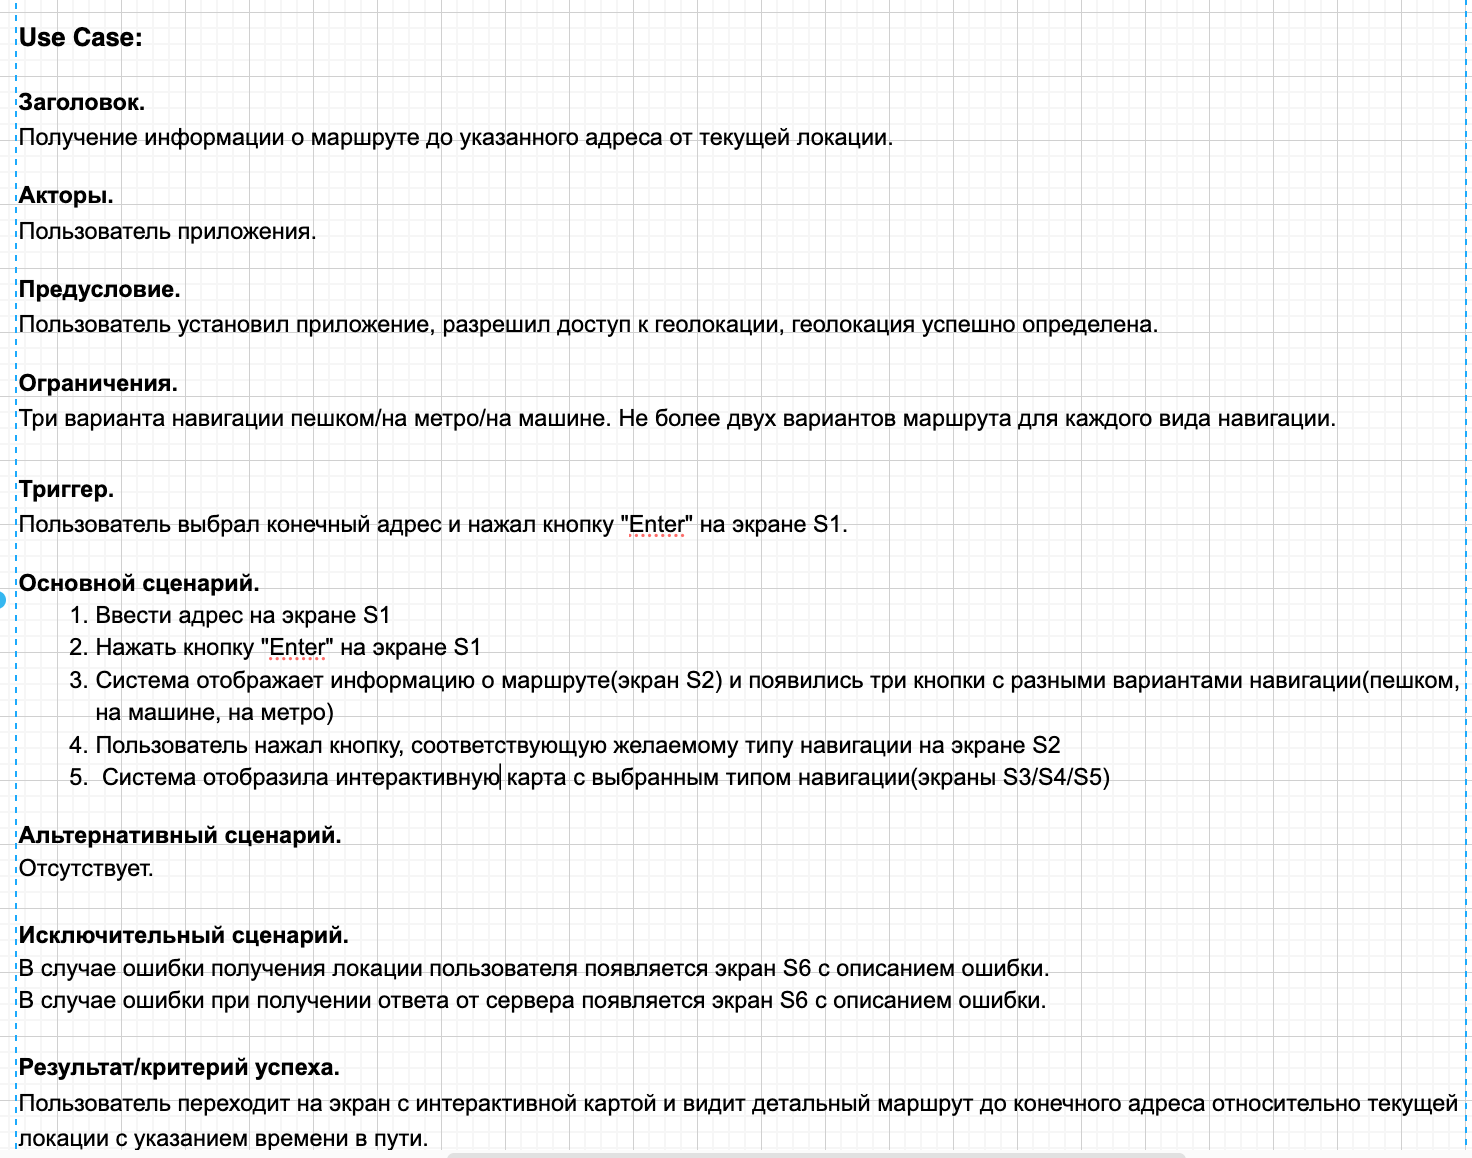 Use Case:
Заголовок.
Получение информации о маршруте до указанного адреса от текущей локации.
Акторы.
Пользователь приложения.
Предусловие.
Пользователь установил приложение, разрешил доступ к геолокации, геолокация успешно определена.
Ограничения.
Три варианта навигации пешком/на метро/на машине. Не более двух вариантов маршрута для каждого вида навигации.
Триггер.
Пользователь выбрал конечный адрес и нажал кнопку "Enter" на экране S1.
Основной сценарий.
1. Ввести адрес на экране S1
2. Нажать кнопку "Enter" на экране S1
3. Система отображает информацию о маршруте(экран S2) и появились три кнопки с разными вариантами навигации(пешком,
на машине, на метро)
4. Пользователь нажал кнопку, соответствующую желаемому типу навигации на экране S2
5. Система отобразила интерактивную карта с выбранным типом навигации(экраны S3/S4/S5)
Альтернативный сценарий.
Отсутствует.
Исключительный сценарий.
В случае ошибки получения локации пользователя появляется экран S6 с описанием ошибки.
В случае ошибки при получении ответа от сервера появляется экран S6 с описанием ошибки.
Результат/критерий успеха.
Пользователь переходит на экран с интерактивной картой и видит детальный маршрут до конечного адреса относительно текущей
локации с указанием времени в пути.